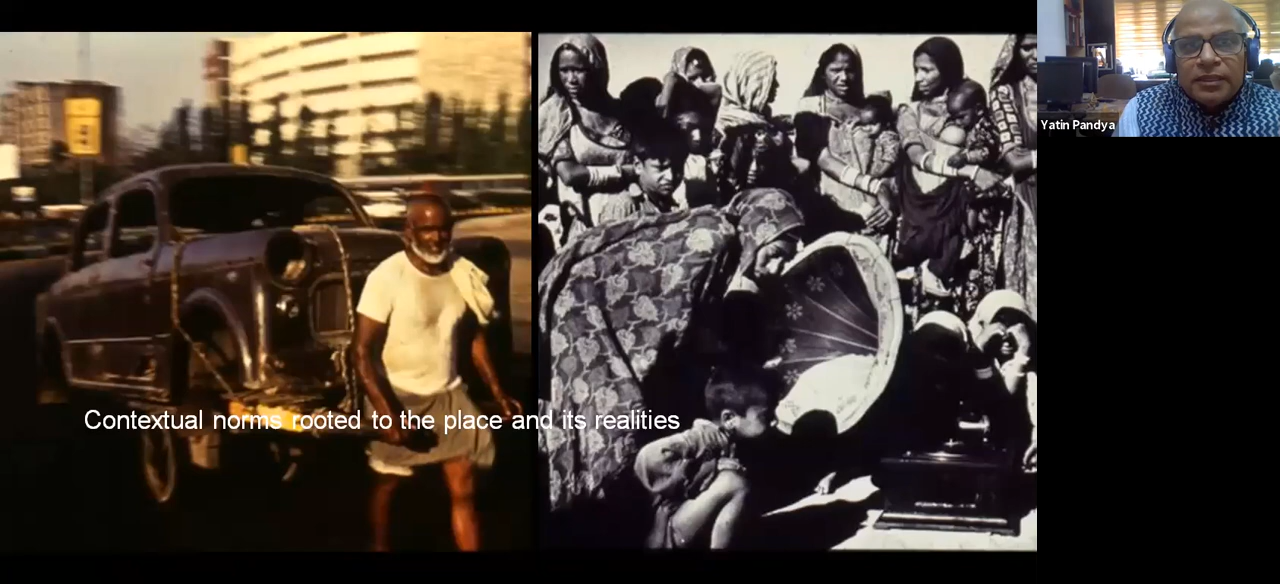 Yatin Pandya
Contextual norms rooted to the place and its realities